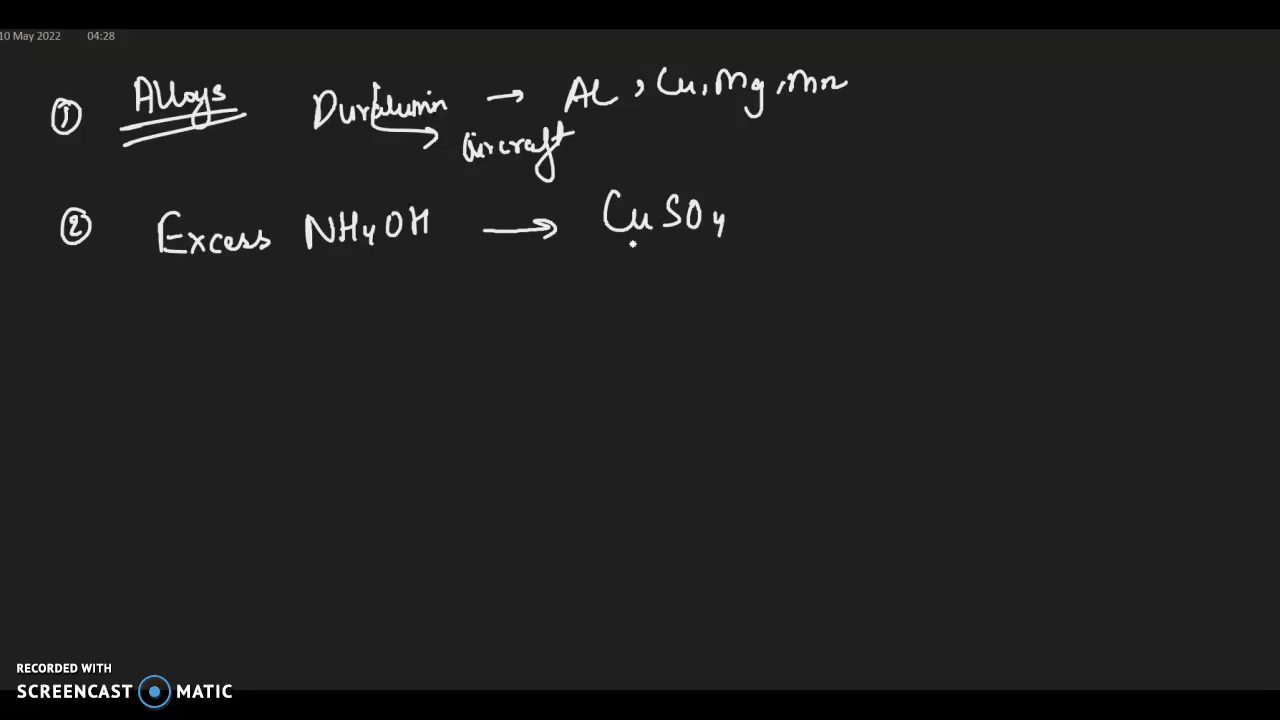 10 May 2022 04:28
① Alloys Duralumin → Al, Cu, Mg, Mn
aircraft
② Excess NH4OH → CuSO4
RECORDED WITH
SCREENCAST MATIC